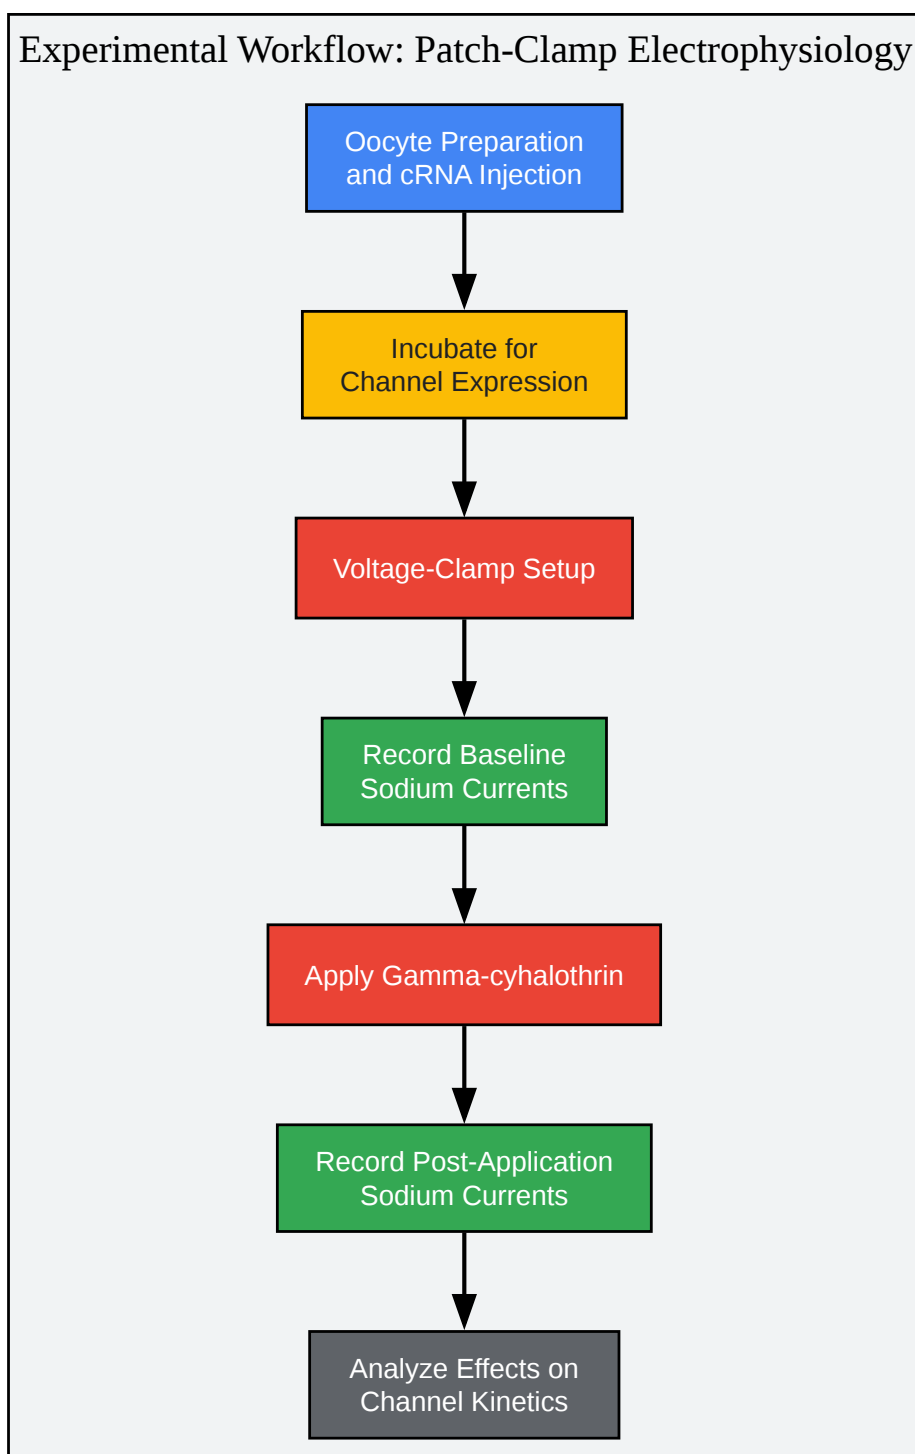 Experimental Workflow: Patch-Clamp Electrophysiology
Oocyte Preparation
and cRNA Injection
Incubate for
Channel Expression
Voltage-Clamp Setup
Record Baseline
Sodium Currents
Apply Gamma-cyhalothrin
Record Post-Application
Sodium Currents
Analyze Effects on
Channel Kinetics